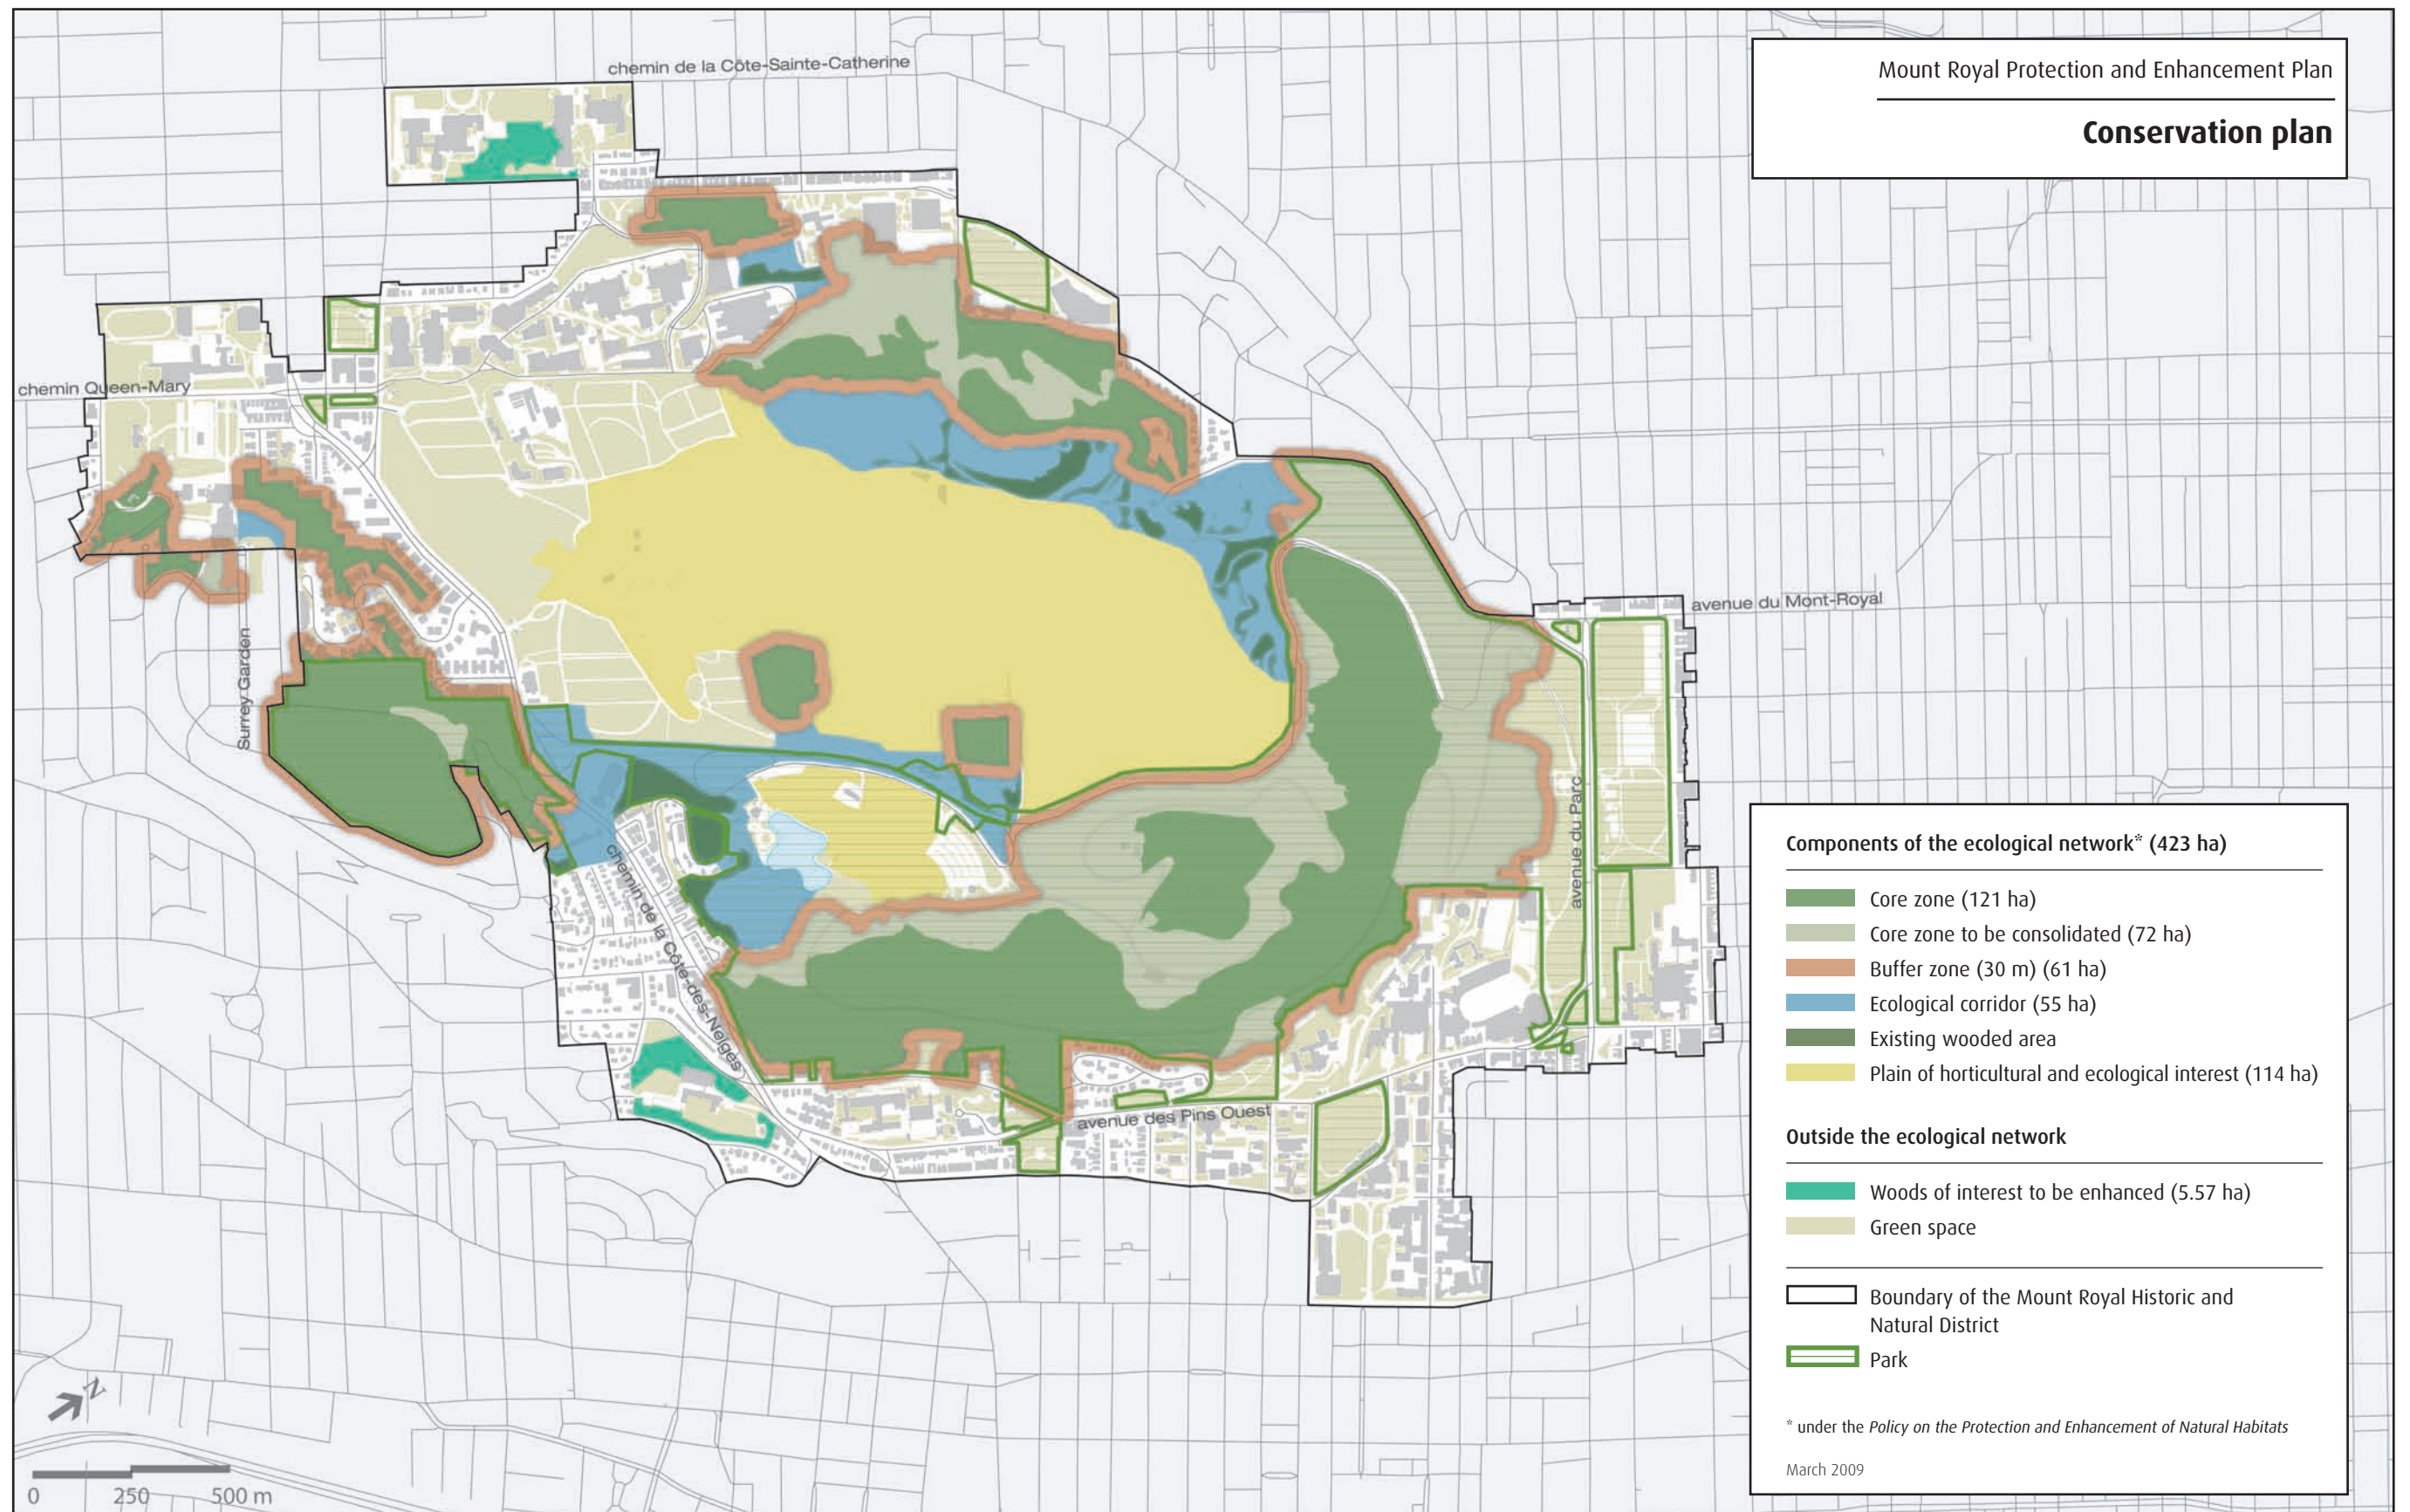 chemin de la Côte-Sainte-Catherine
Mount Royal Protection and Enhancement Plan
Conservation plan
chemin Queen-Mary
avenue du Mont-Royal
Surrey Garden
avenue du Parc
chemin de la Côte-des-Neiges
avenue des Pins Ouest
Components of the ecological network* (423 ha)
Core zone (121 ha)
Core zone to be consolidated (72 ha)
Buffer zone (30 m) (61 ha)
Ecological corridor (55 ha)
Existing wooded area
Plain of horticultural and ecological interest (114 ha)
Outside the ecological network
Woods of interest to be enhanced (5.57 ha)
Green space
Boundary of the Mount Royal Historic and
Natural District
Park
* under the Policy on the Protection and Enhancement of Natural Habitats
March 2009
N
0 250 500 m